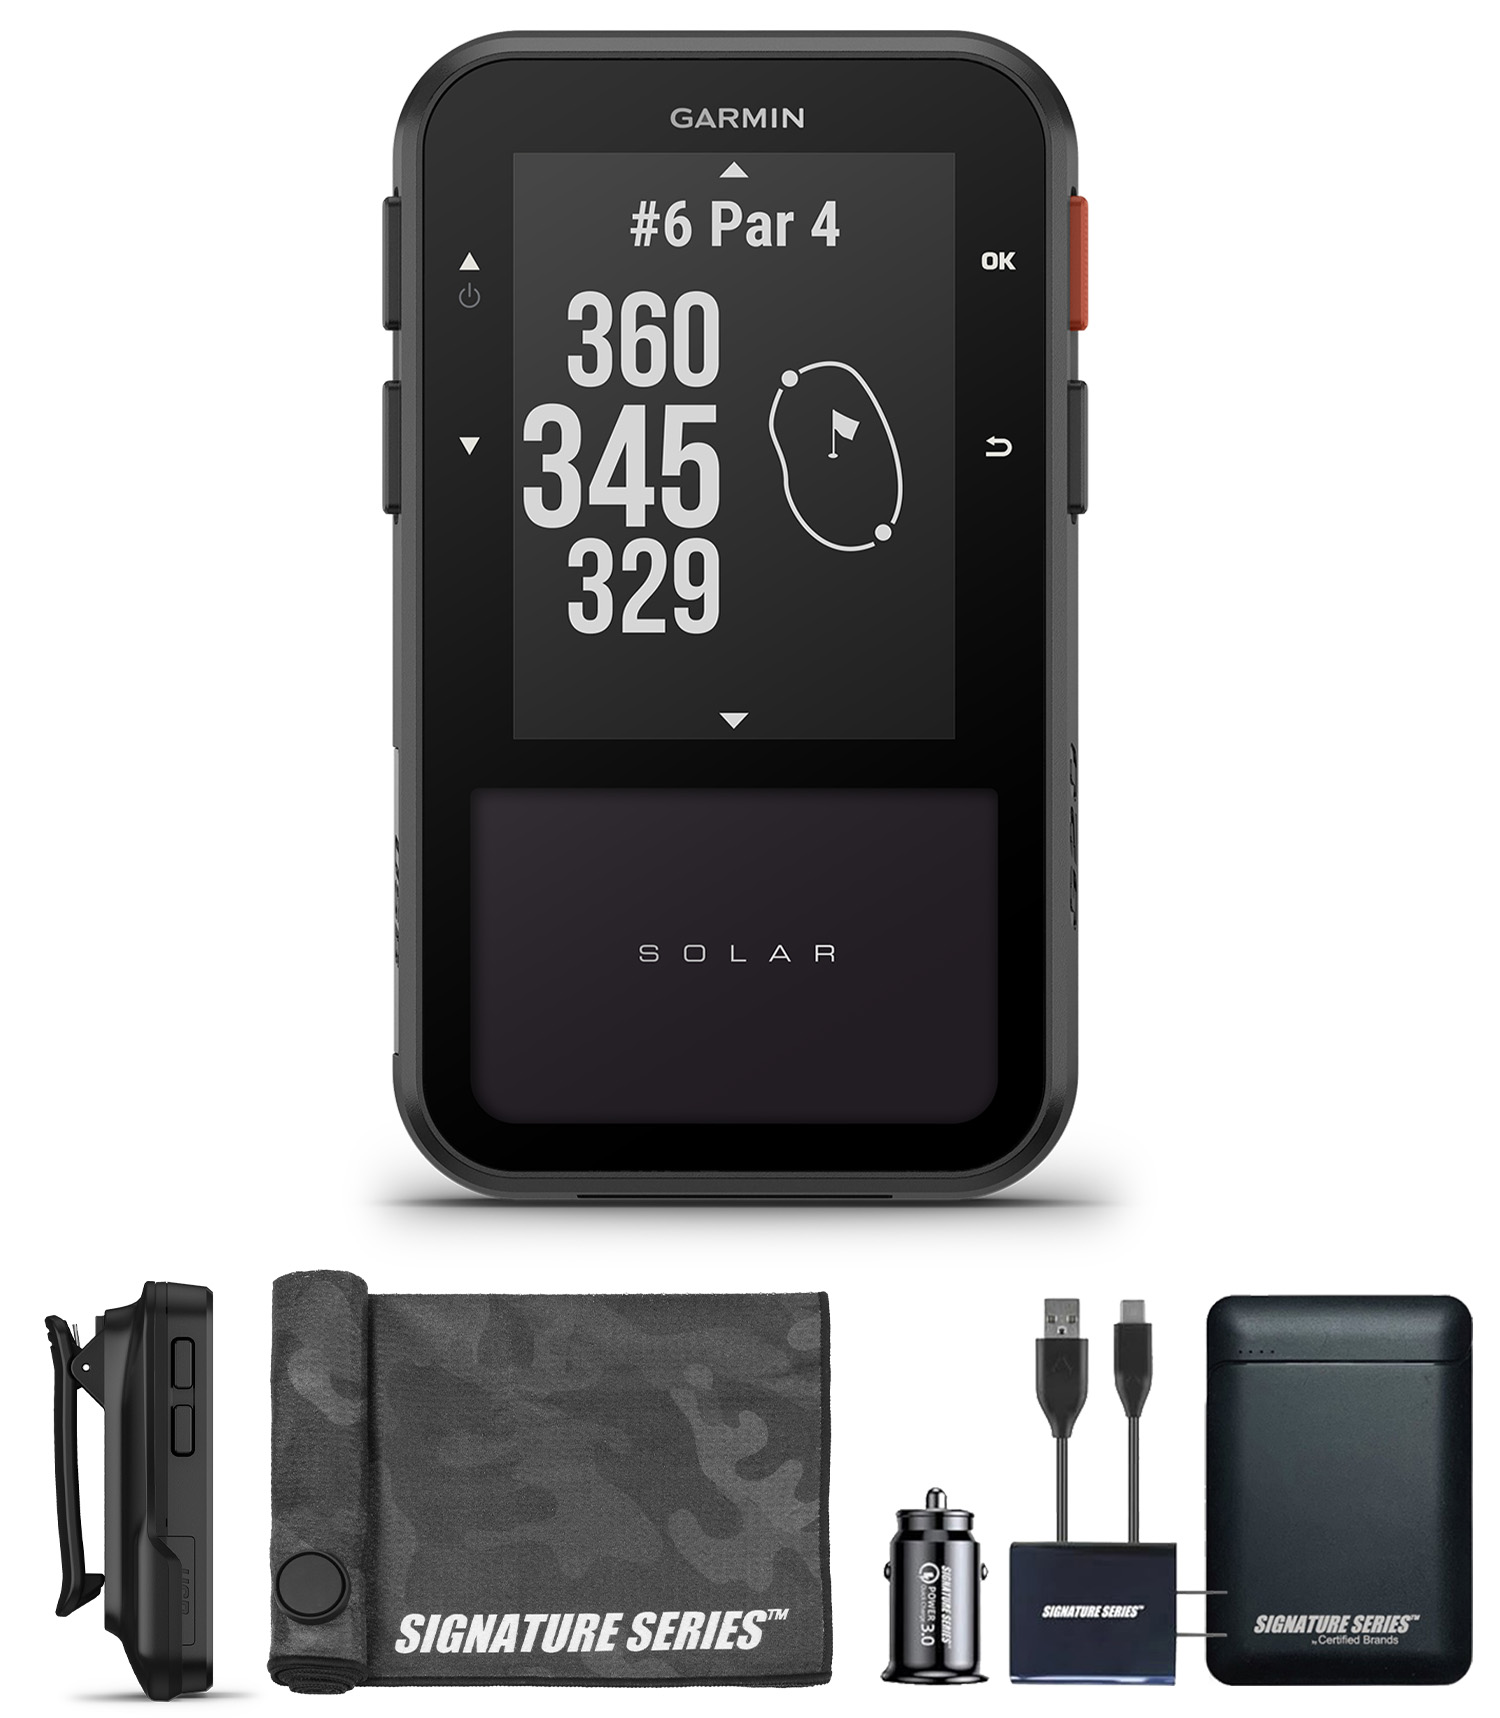 GARMIN
#6 Par 4
OK
360
345
329
SOLAR
SIGNATURE SERIES™
SIGNATURE SERIES™
POWER 3.0
SIGNATURE SERIES™
SIGNATURE SERIES™
by Certified Brands